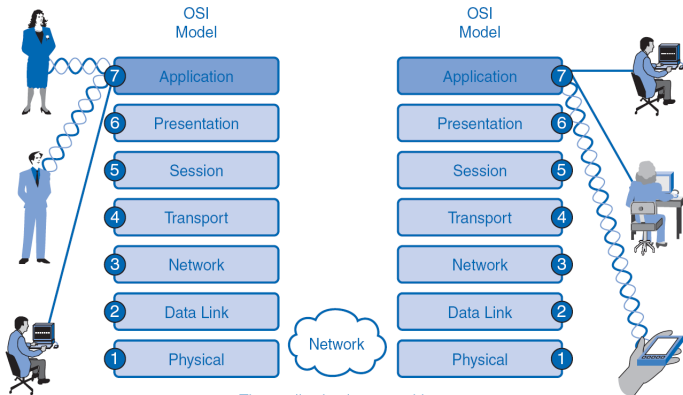 OSI
Model
7 Application
6 Presentation
5 Session
4 Transport
3 Network
2 Data Link
1 Physical
Network
OSI
Model
Application 7
Presentation 6
Session 5
Transport 4
Network 3
Data Link 2
Physical 1